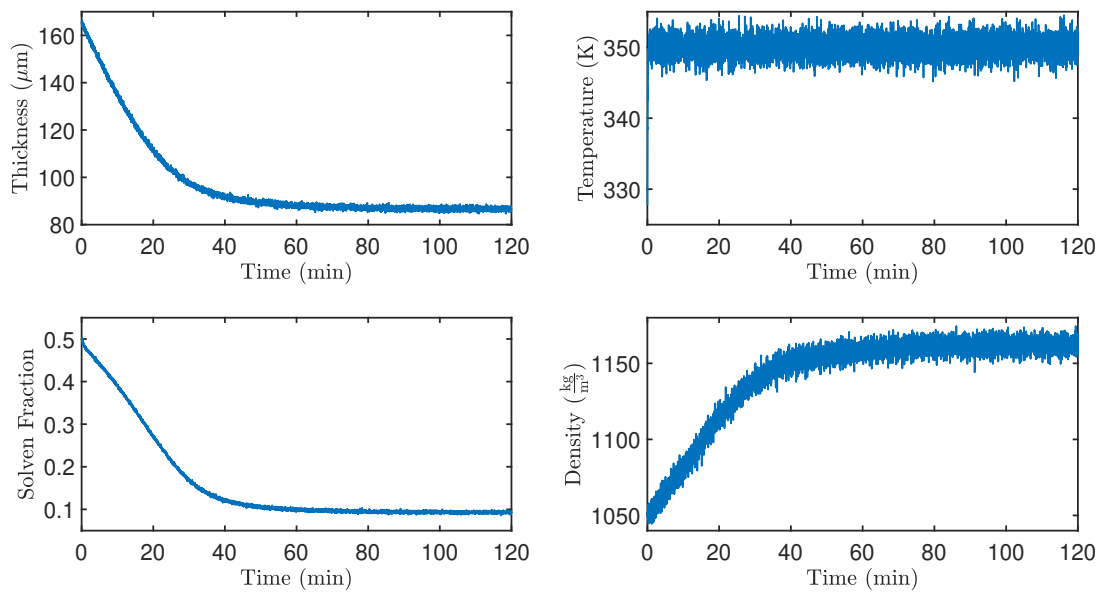 160
140
120
100
80
Thickness (μm)
0 20 40 60 80 100 120
Time (min)
350
340
330
Temperature (K)
0 20 40 60 80 100 120
Time (min)
0.5
0.4
0.3
0.2
0.1
Solven Fraction
0 20 40 60 80 100 120
Time (min)
1150
1100
1050
Density (kg/m³)
0 20 40 60 80 100 120
Time (min)